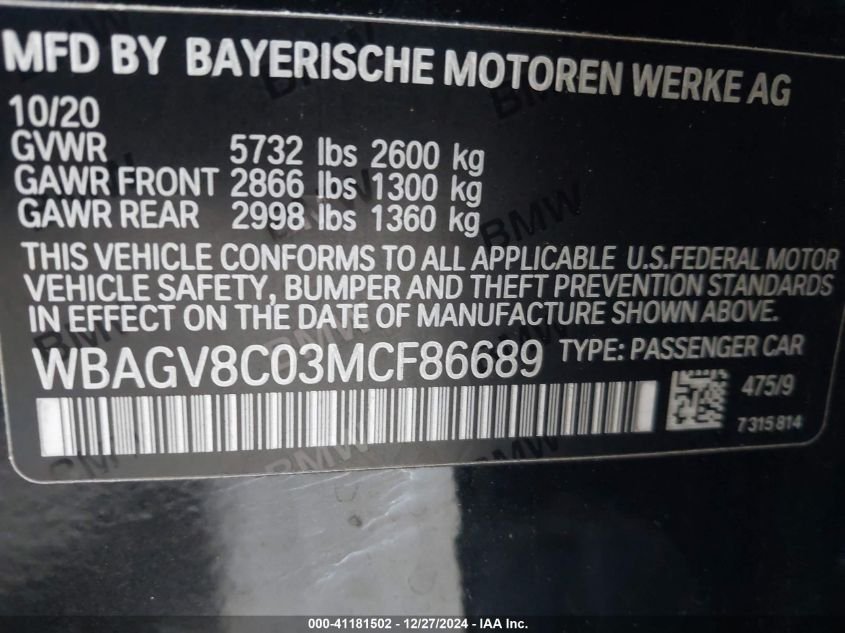 MFD BY BAYERISCHE MOTOREN WERKE AG
10/20
GVWR 5732 lbs 2600 kg
GAWR FRONT 2866 lbs 1300 kg
GAWR REAR 2998 lbs 1360 kg
THIS VEHICLE CONFORMS TO ALL APPLICABLE U.S.FEDERAL MOTOR
VEHICLE SAFETY, BUMPER AND THEFT PREVENTION STANDARDS
IN EFFECT ON THE DATE OF MANUFACTURE SHOWN ABOVE.
WBAGV8C03MCF86689 TYPE: PASSENGER CAR
475/9
7 315 814
000-41181502 - 12/27/2024 - IAA Inc.